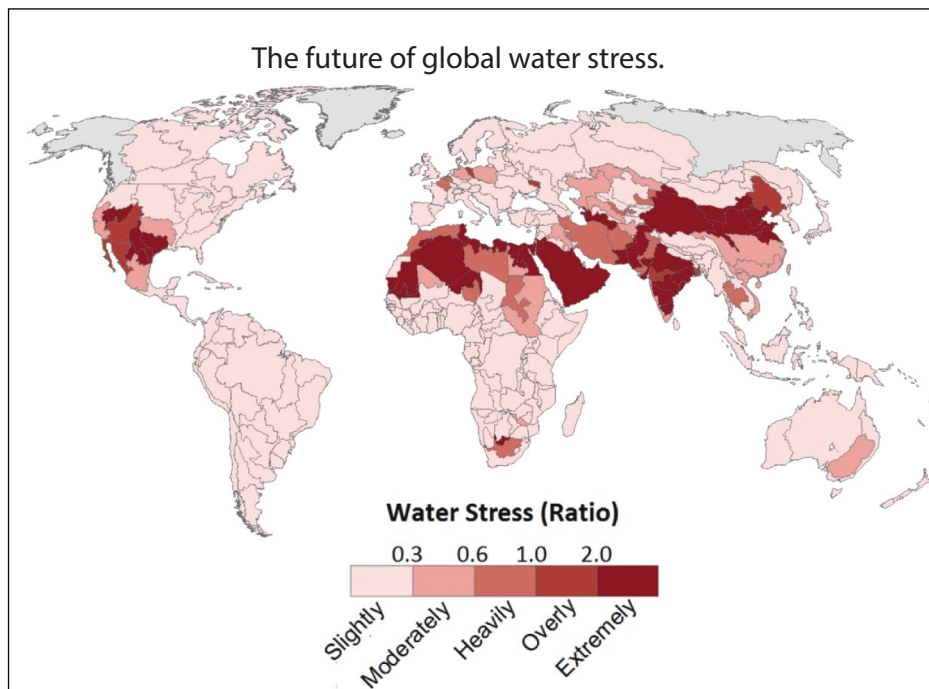 The future of global water stress.
Water Stress (Ratio)
0.3 0.6 1.0 2.0
Slightly Moderately Heavily Overly Extremely